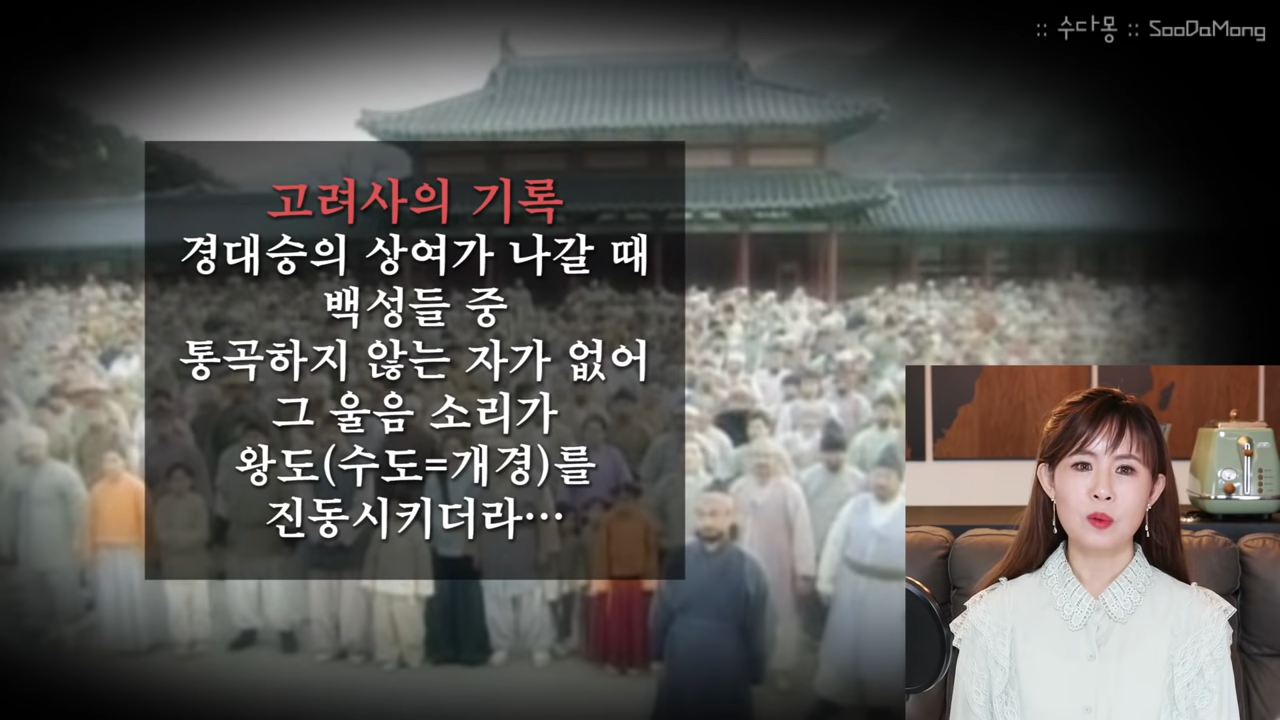 :: 수다몽 :: SooDaMong
고려사의 기록
경대승의 상여가 나갈 때
백성들 중
통곡하지 않는 자가 없어
그 울음 소리가
왕도(수도=개경)를
진동시키더라…